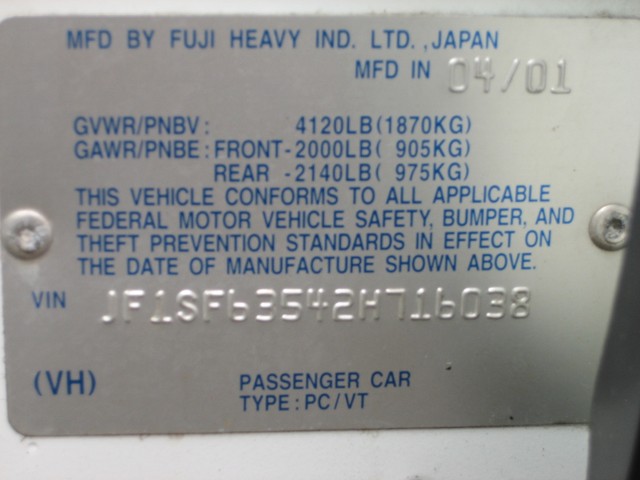 MFD BY FUJI HEAVY IND. LTD., JAPAN
MFD IN 04/01
GVWR/PNBV: 4120LB(1870KG)
GAWR/PNBE: FRONT-2000LB( 905KG)
REAR -2140LB( 975KG)
THIS VEHICLE CONFORMS TO ALL APPLICABLE
FEDERAL MOTOR VEHICLE SAFETY, BUMPER, AND
THEFT PREVENTION STANDARDS IN EFFECT ON
THE DATE OF MANUFACTURE SHOWN ABOVE.
VIN JF1SF63542H716038
(VH) PASSENGER CAR
TYPE:PC/VT